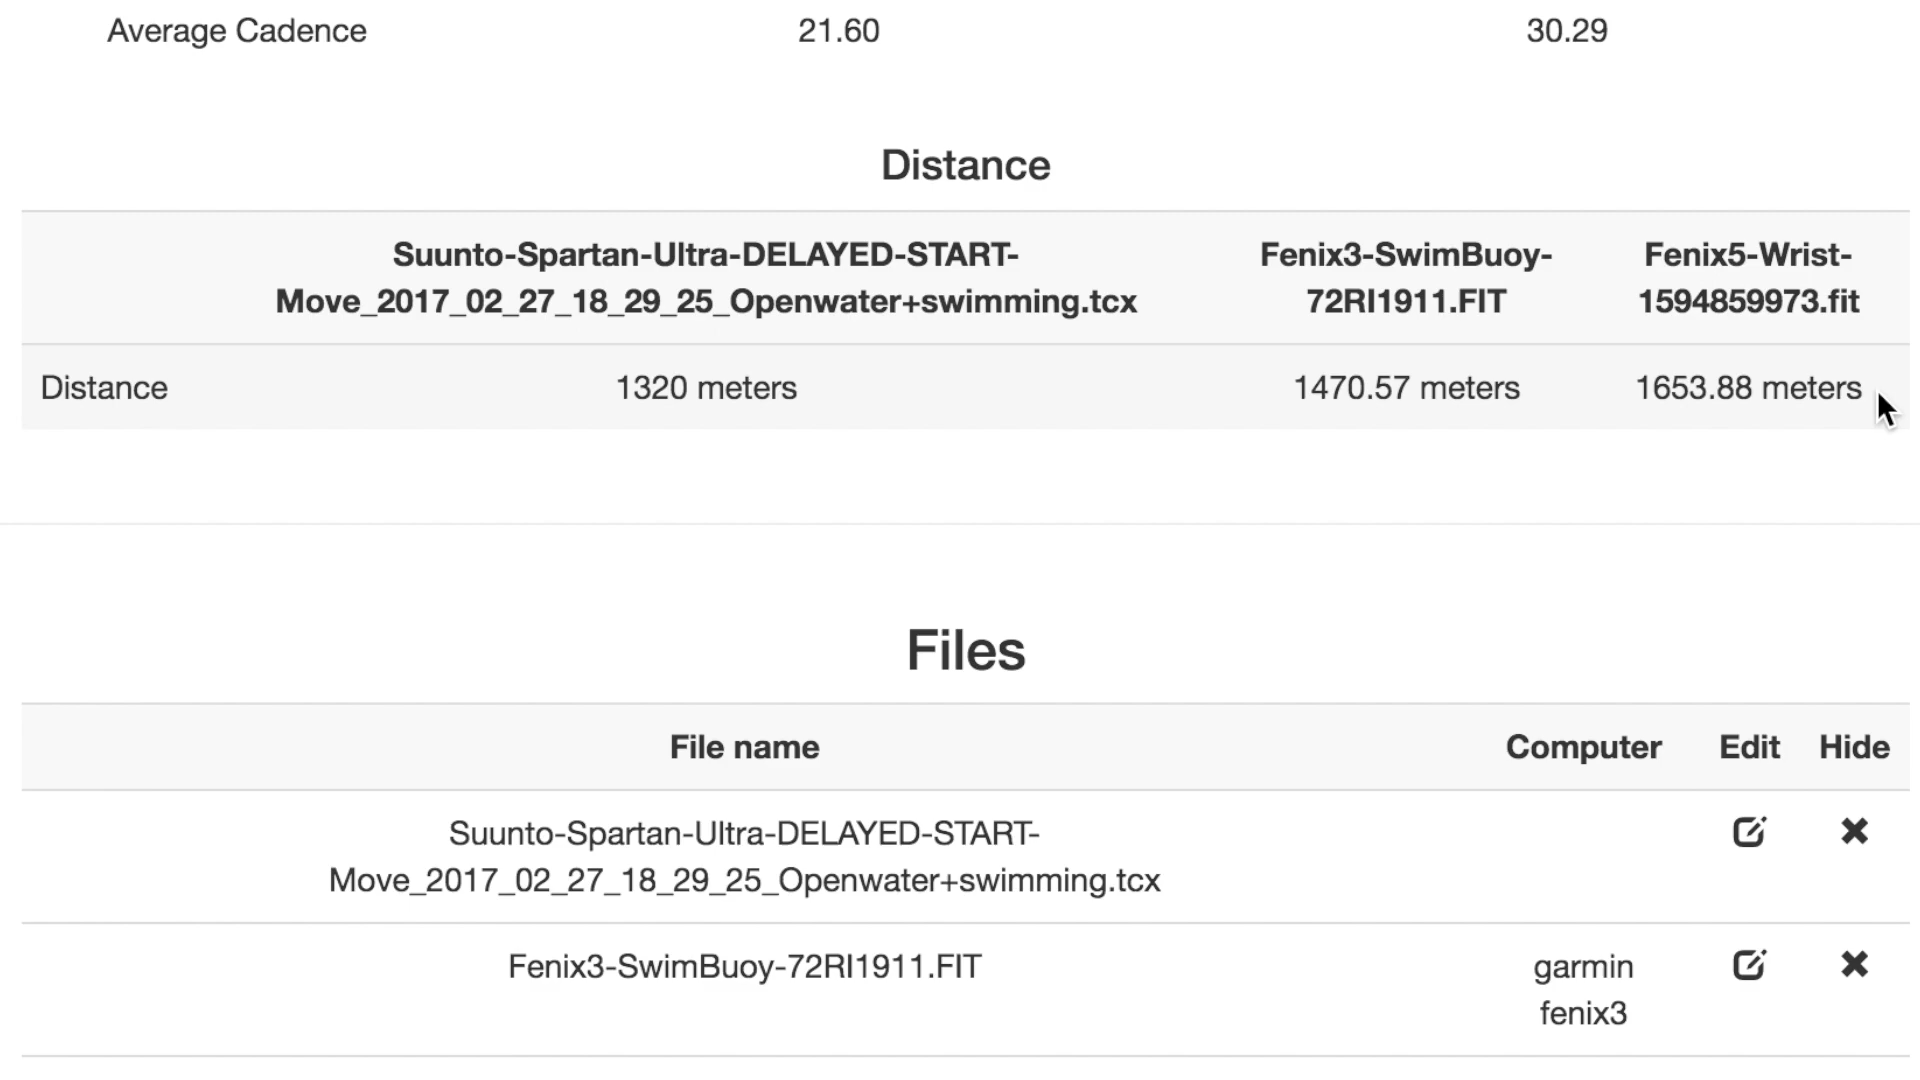 Average Cadence 21.60 30.29
Distance
Suunto-Spartan-Ultra-DELAYED-START-
Move_2017_02_27_18_29_25_Openwater+swimming.tcx
Fenix3-SwimBuoy-
72RI1911.FIT
Fenix5-Wrist-
1594859973.fit
Distance 1320 meters 1470.57 meters 1653.88 meters
Files
File name Computer Edit Hide
Suunto-Spartan-Ultra-DELAYED-START-
Move_2017_02_27_18_29_25_Openwater+swimming.tcx
Fenix3-SwimBuoy-72RI1911.FIT
garmin
fenix3